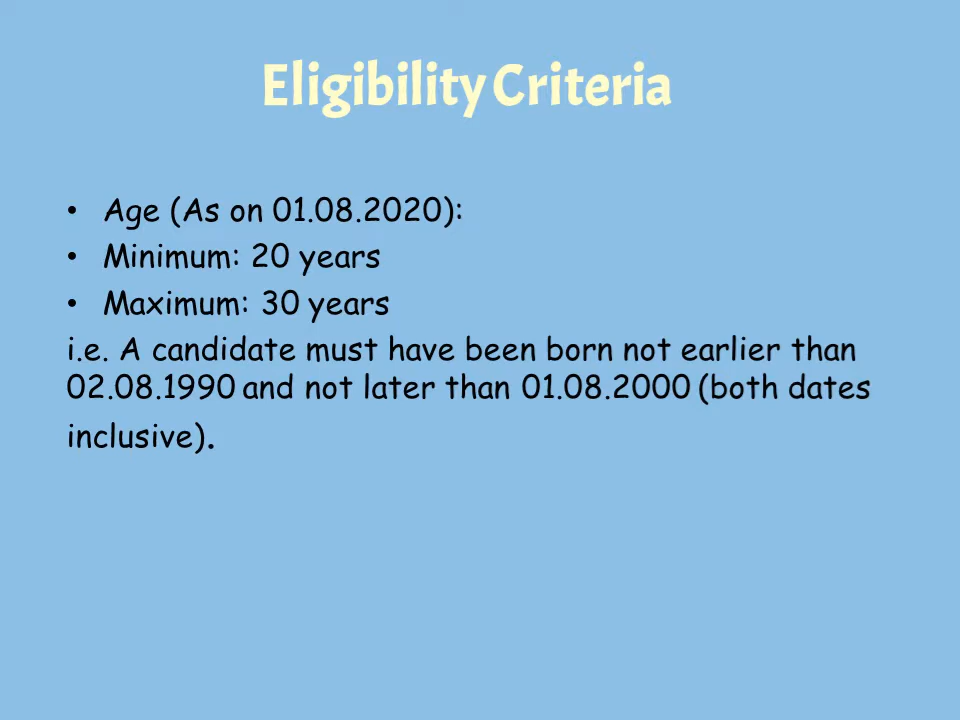 Eligibility Criteria
• Age (As on 01.08.2020):
• Minimum: 20 years
• Maximum: 30 years
i.e. A candidate must have been born not earlier than
02.08.1990 and not later than 01.08.2000 (both dates
inclusive).